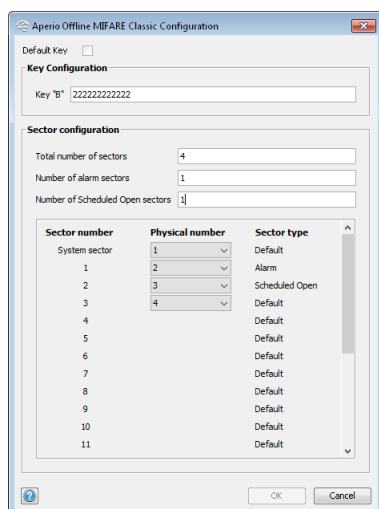 Aperio Offline MIFARE Classic Configuration
Default Key
Key Configuration
Key "B" 222222222222
Sector configuration
Total number of sectors 4
Number of alarm sectors 1
Number of Scheduled Open sectors 1
Sector number Physical number Sector type
System sector 1 Default
1 2 Alarm
2 3 Scheduled Open
3 4 Default
4 Default
5 Default
6 Default
7 Default
8 Default
9 Default
10 Default
11 Default
? OK Cancel